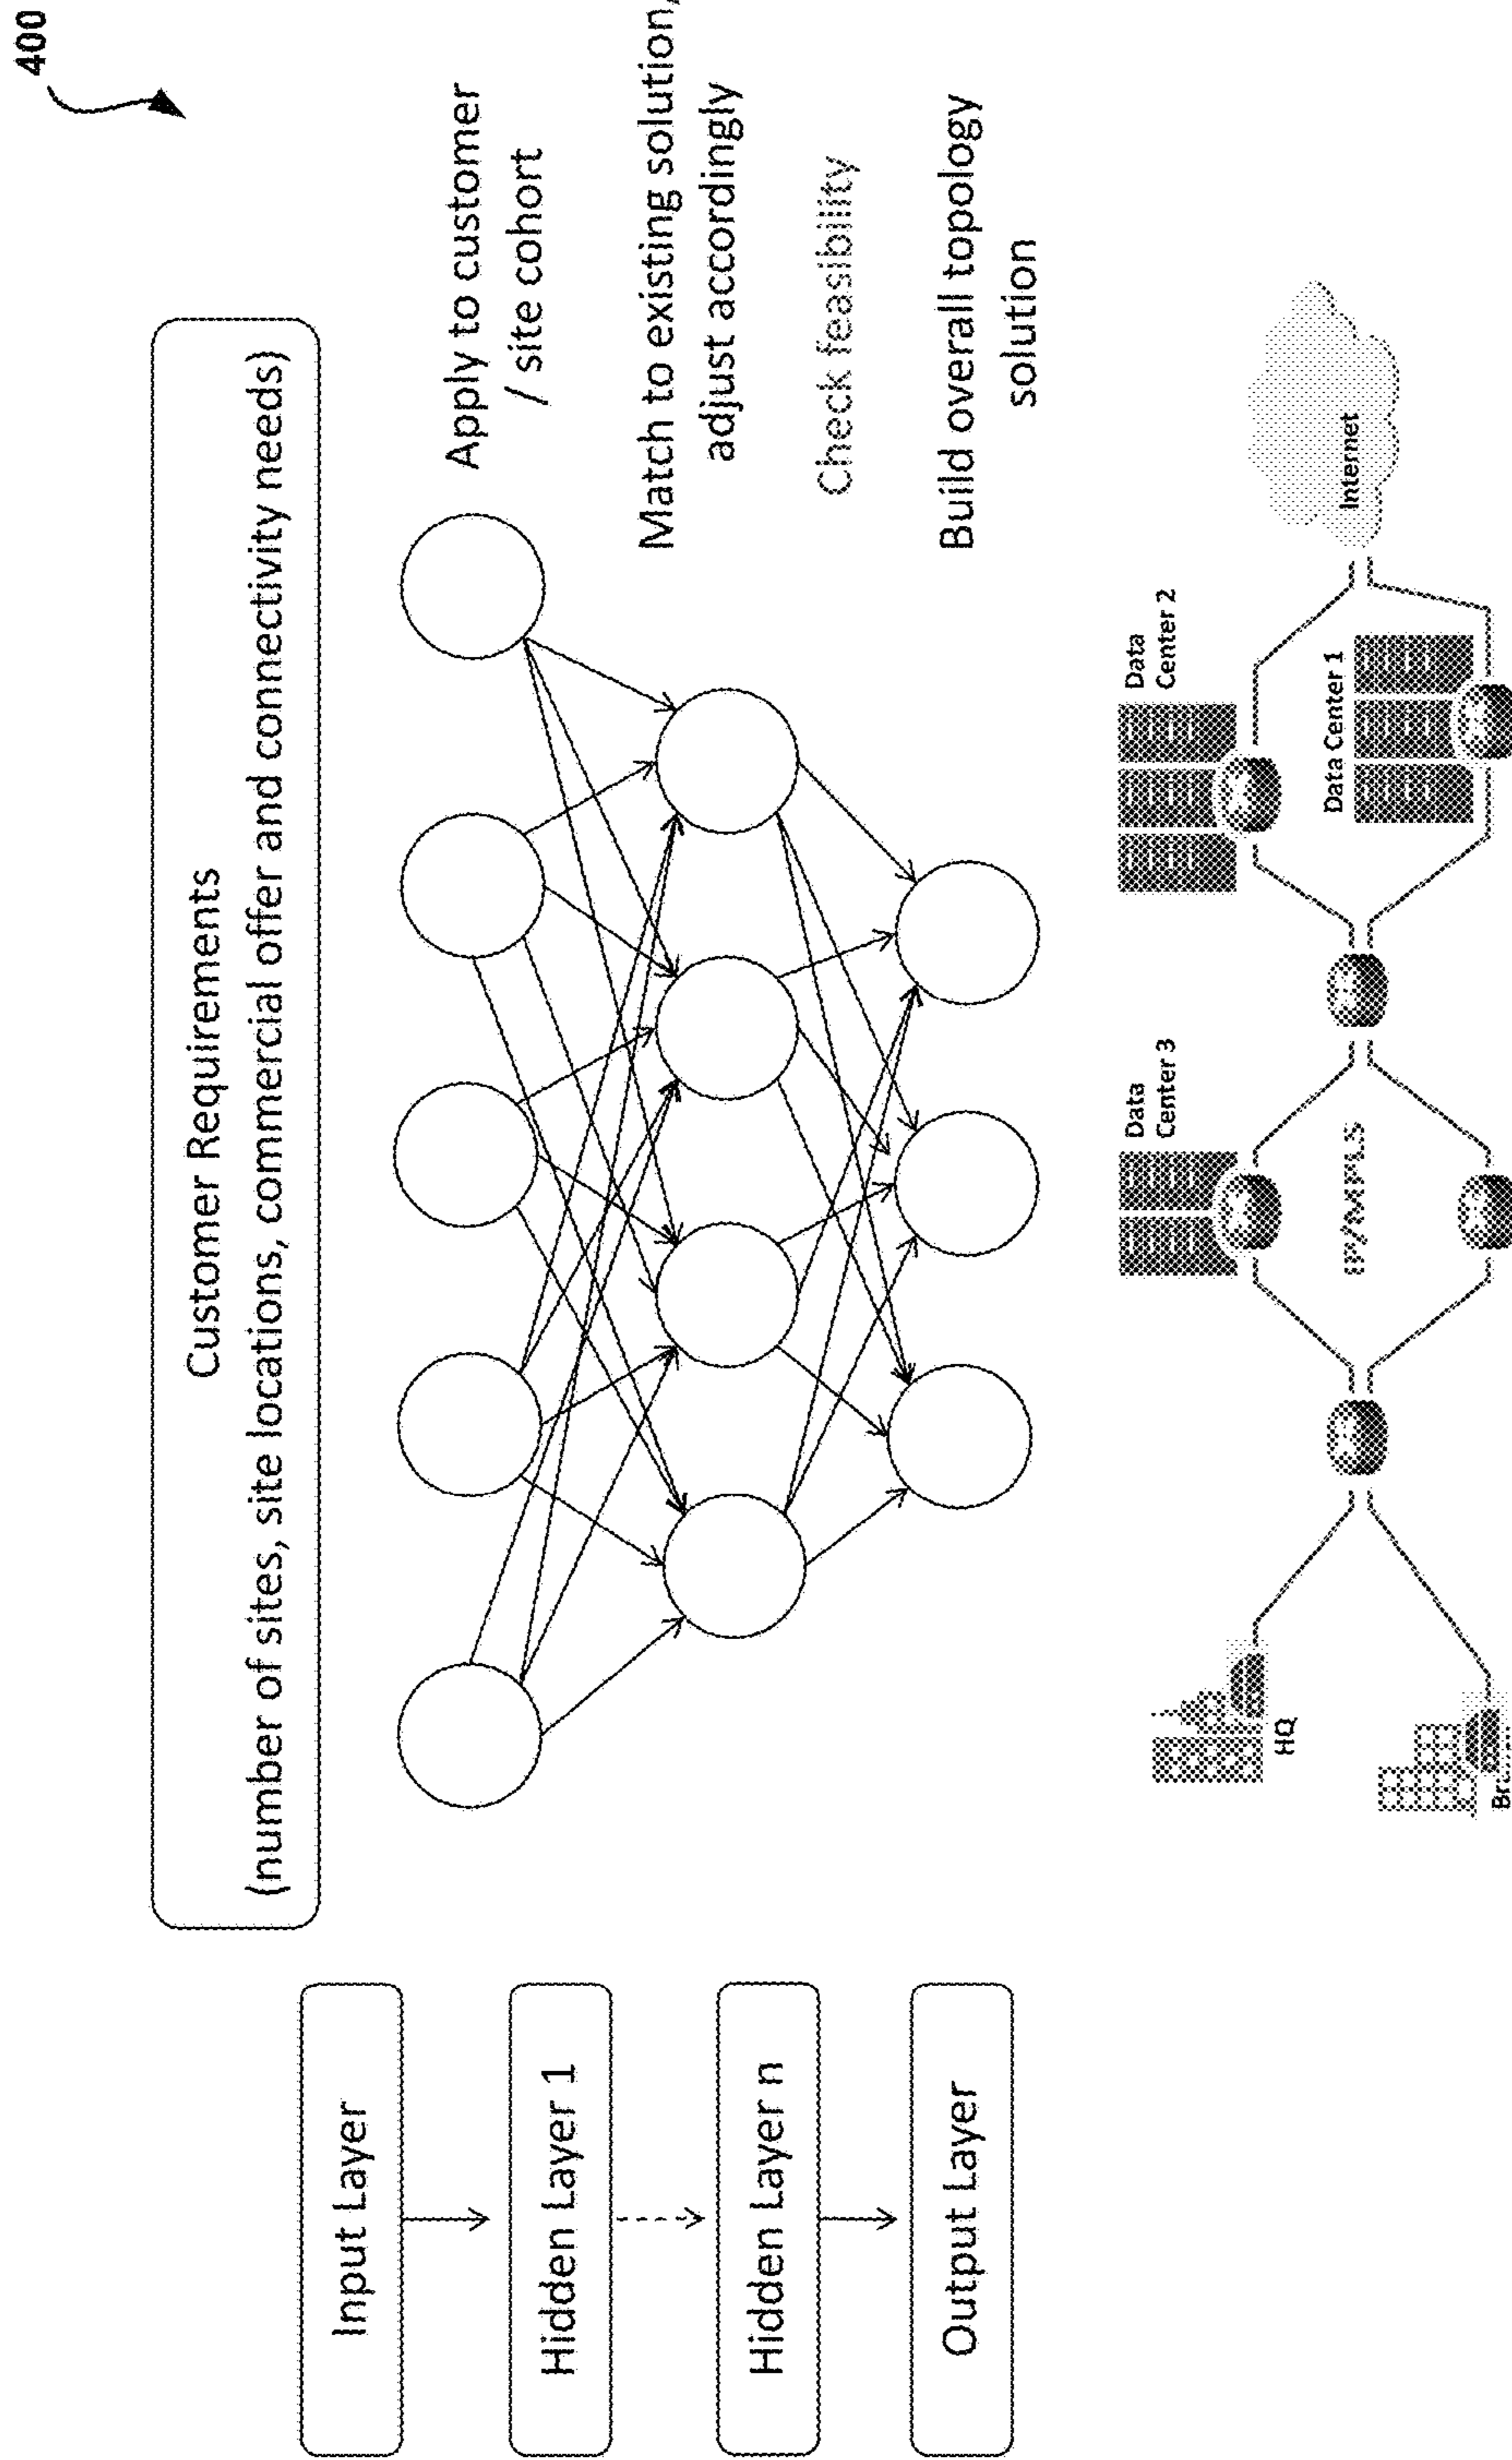 400
Customer Requirements
(number of sites, site locations, commercial offer and connectivity needs)
Input Layer
Hidden Layer 1
Hidden Layer n
Output Layer
Apply to customer
/ site cohort
Match to existing solution,
adjust accordingly
Check feasibility
Build overall topology
solution
HQ
Data
Center 3
IP/MPLS
Data
Center 2
Data Center 1
Internet